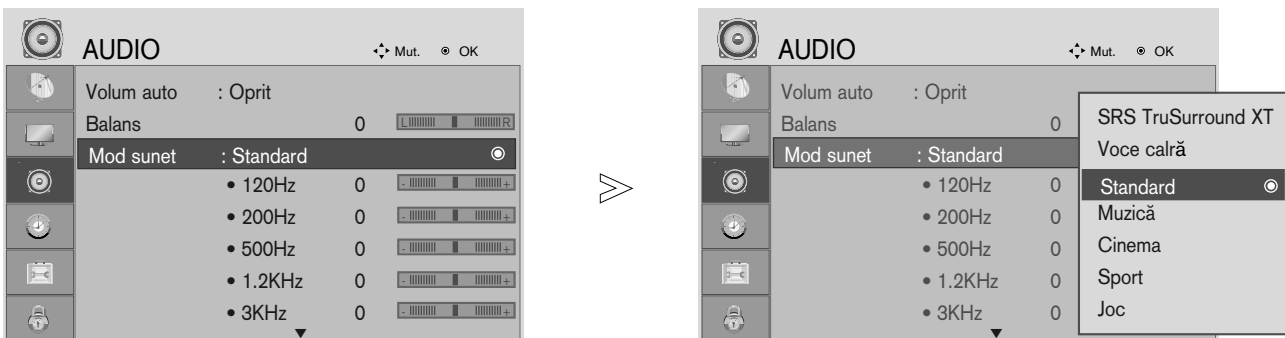 AUDIO Mut. OK
Volum auto : Oprit
Balans 0 L R
Mod sunet : Standard
• 120Hz 0 - +
• 200Hz 0 - +
• 500Hz 0 - +
• 1.2KHz 0 - +
• 3KHz 0 - +
AUDIO Mut. OK
Volum auto : Oprit
Balans 0
Mod sunet : Standard
• 120Hz 0
• 200Hz 0
• 500Hz 0
• 1.2KHz 0
• 3KHz 0
SRS TruSurround XT
Voce calră
Standard
Muzică
Cinema
Sport
Joc